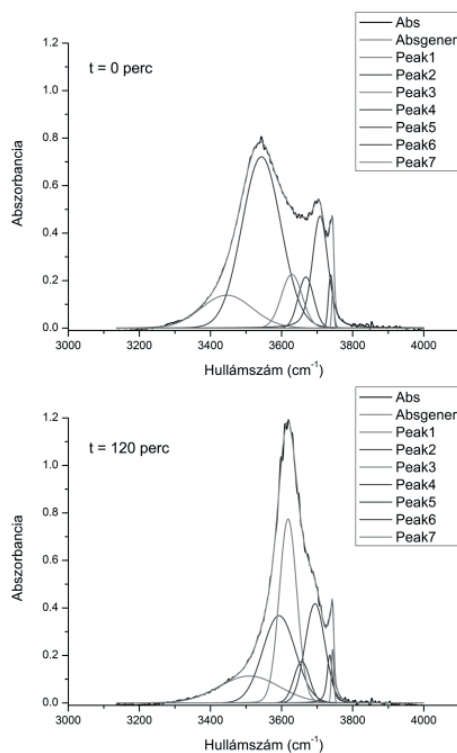 t = 0 perc
Abs
Absgener
Peak1
Peak2
Peak3
Peak4
Peak5
Peak6
Peak7
1.2
1.0
0.8
0.6
0.4
0.2
0.0
Abszorbancia
3000 3200 3400 3600 3800 4000
Hullámszám (cm⁻¹)
t = 120 perc
Abs
Absgener
Peak1
Peak2
Peak3
Peak4
Peak5
Peak6
Peak7
1.2
1.0
0.8
0.6
0.4
0.2
0.0
Abszorbancia
3000 3200 3400 3600 3800 4000
Hullámszám (cm⁻¹)